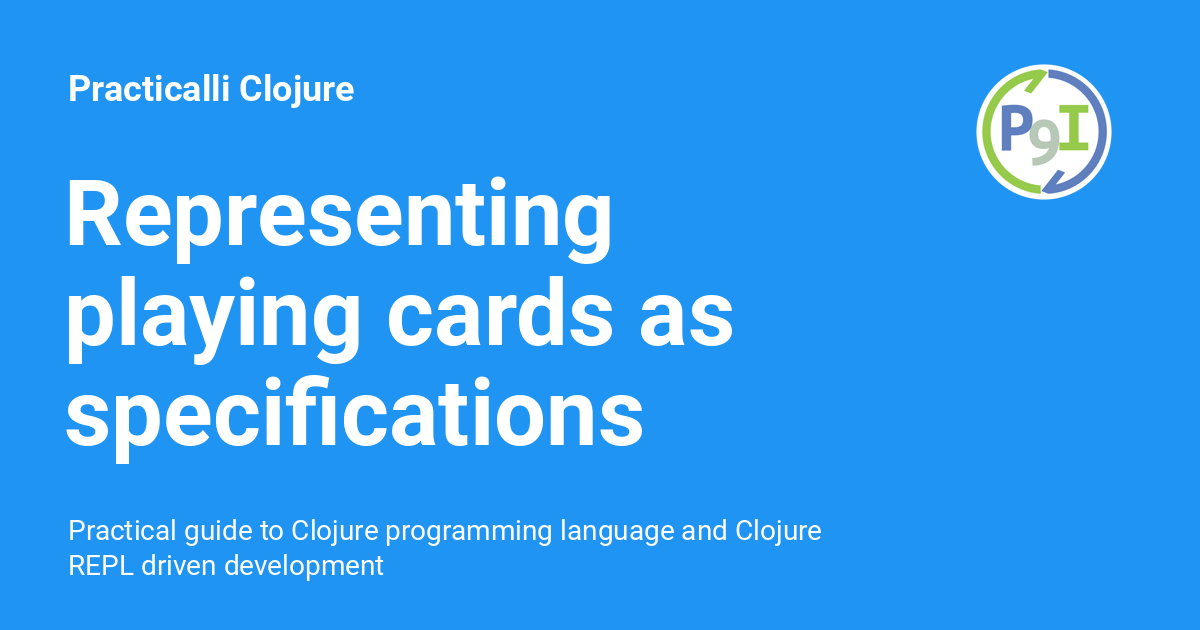 Practicalli Clojure
P9I
Representing
playing cards as
specifications
Practical guide to Clojure programming language and Clojure
REPL driven development